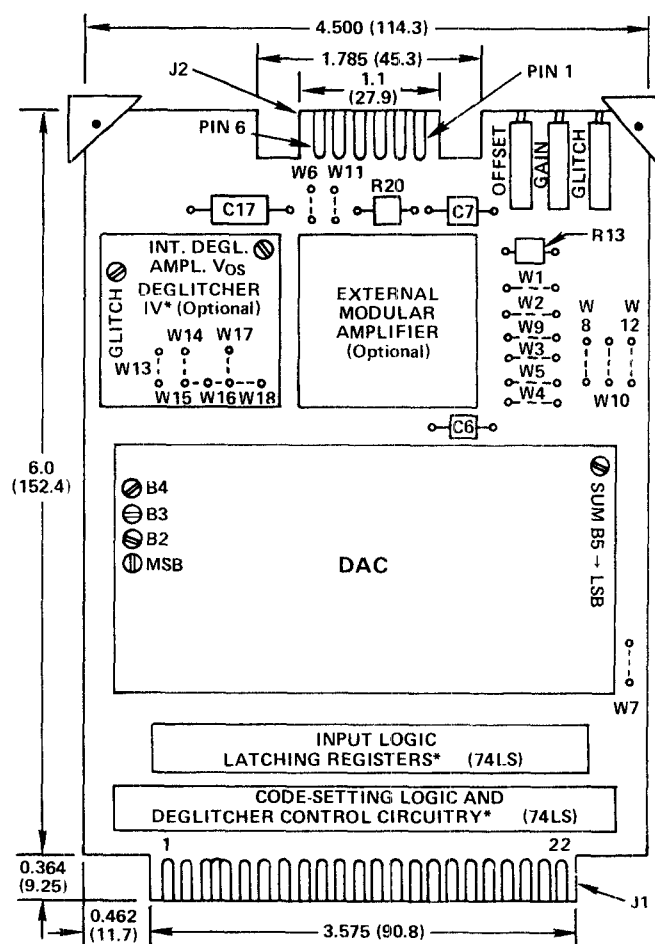 4.500 (114.3)
1.785 (45.3)
J2
1.1
(27.9)
PIN 1
PIN 6
OFFSET
GAIN
GLITCH
W6
W11
R20
C17
C7
R13
INT. DEGL.
AMPL. VOS
DEGLITCHER
IV* (Optional)
GLITCH
W14
W17
W13
W15
W16
W18
EXTERNAL
MODULAR
AMPLIFIER
(Optional)
W1
W2
W9
W3
W5
W4
W
8
W
12
W10
C6
6.0
(152.4)
B4
B3
B2
MSB
DAC
SUM B5 → LSB
W7
INPUT LOGIC
LATCHING REGISTERS* (74LS)
CODE-SETTING LOGIC AND
DEGLITCHER CONTROL CIRCUITRY* (74LS)
1
22
0.364
(9.25)
J1
0.462
(11.7)
3.575 (90.8)